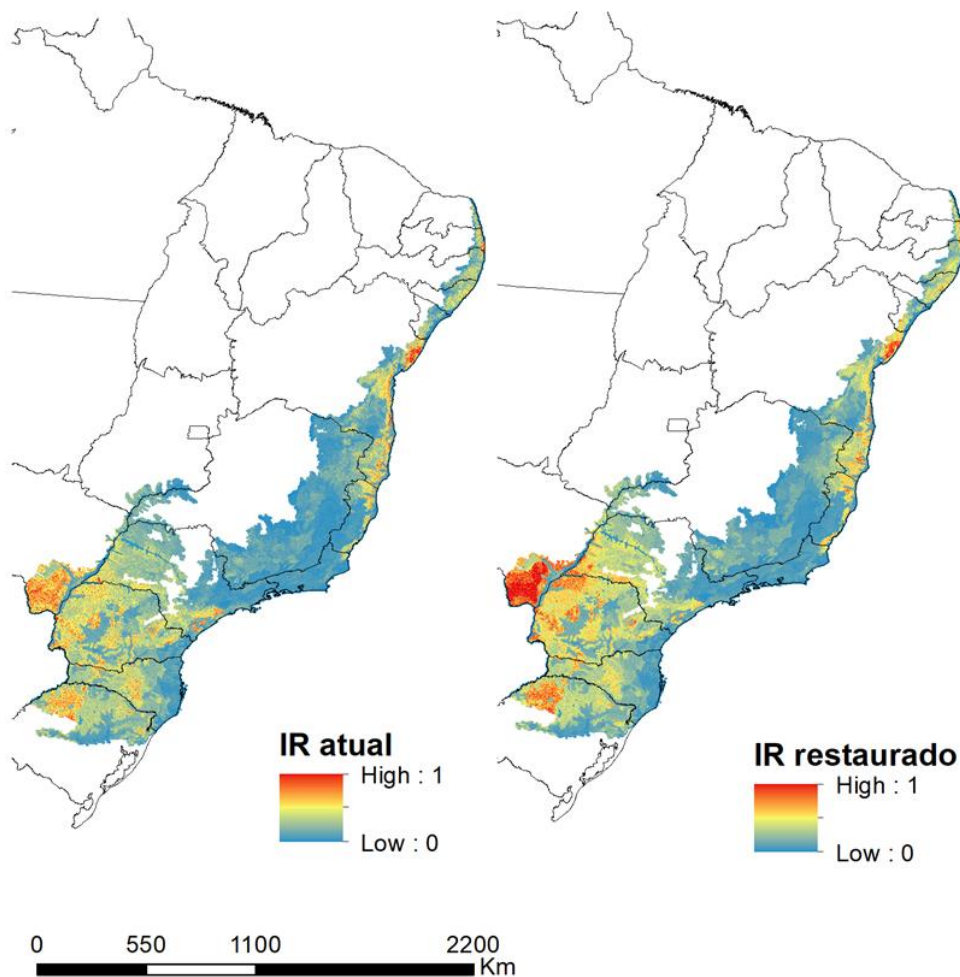 IR atual
High : 1
Low : 0
IR restaurado
High : 1
Low : 0
0 550 1100 2200
Km